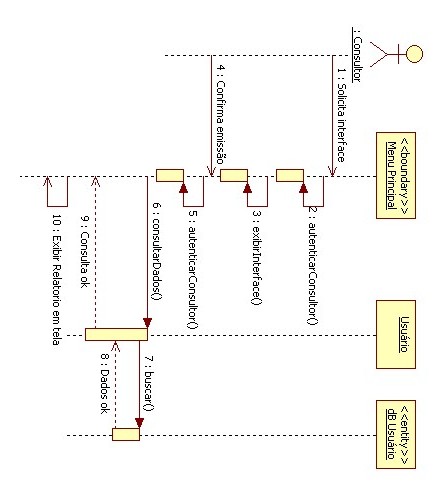 : Consultor
<<boundary>>
Menu Principal
Usuário
<<entity>>
dB Usuário
1 : Solicita interface
2 : autenticarConsultor()
3 : exibirInterface()
4 : Confirma emissão
5 : autenticarConsultor()
6 : consultarDados()
7 : buscar()
8 : Dados ok
9 : Consulta ok
10 : Exibir Relatorio em tela